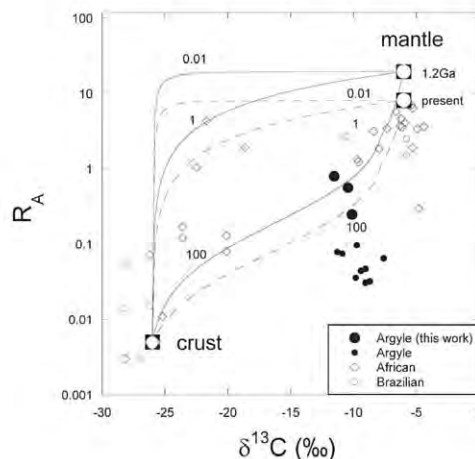 100
10
1
0.1
0.01
0.001
R_A
mantle
0.01
1.2Ga
0.01
present
1
1
100
100
crust
Argyle (this work)
Argyle
African
Brazilian
-30 -25 -20 -15 -10 -5 0
δ¹³C (‰)